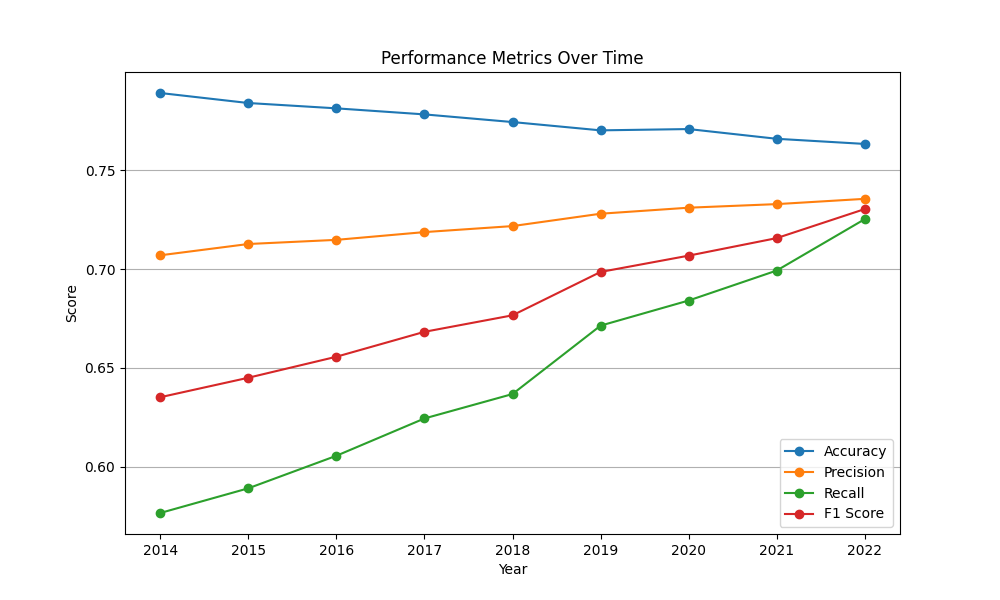 Performance Metrics Over Time
Score
0.75
0.70
0.65
0.60
Accuracy
Precision
Recall
F1 Score
2014 2015 2016 2017 2018 2019 2020 2021 2022
Year